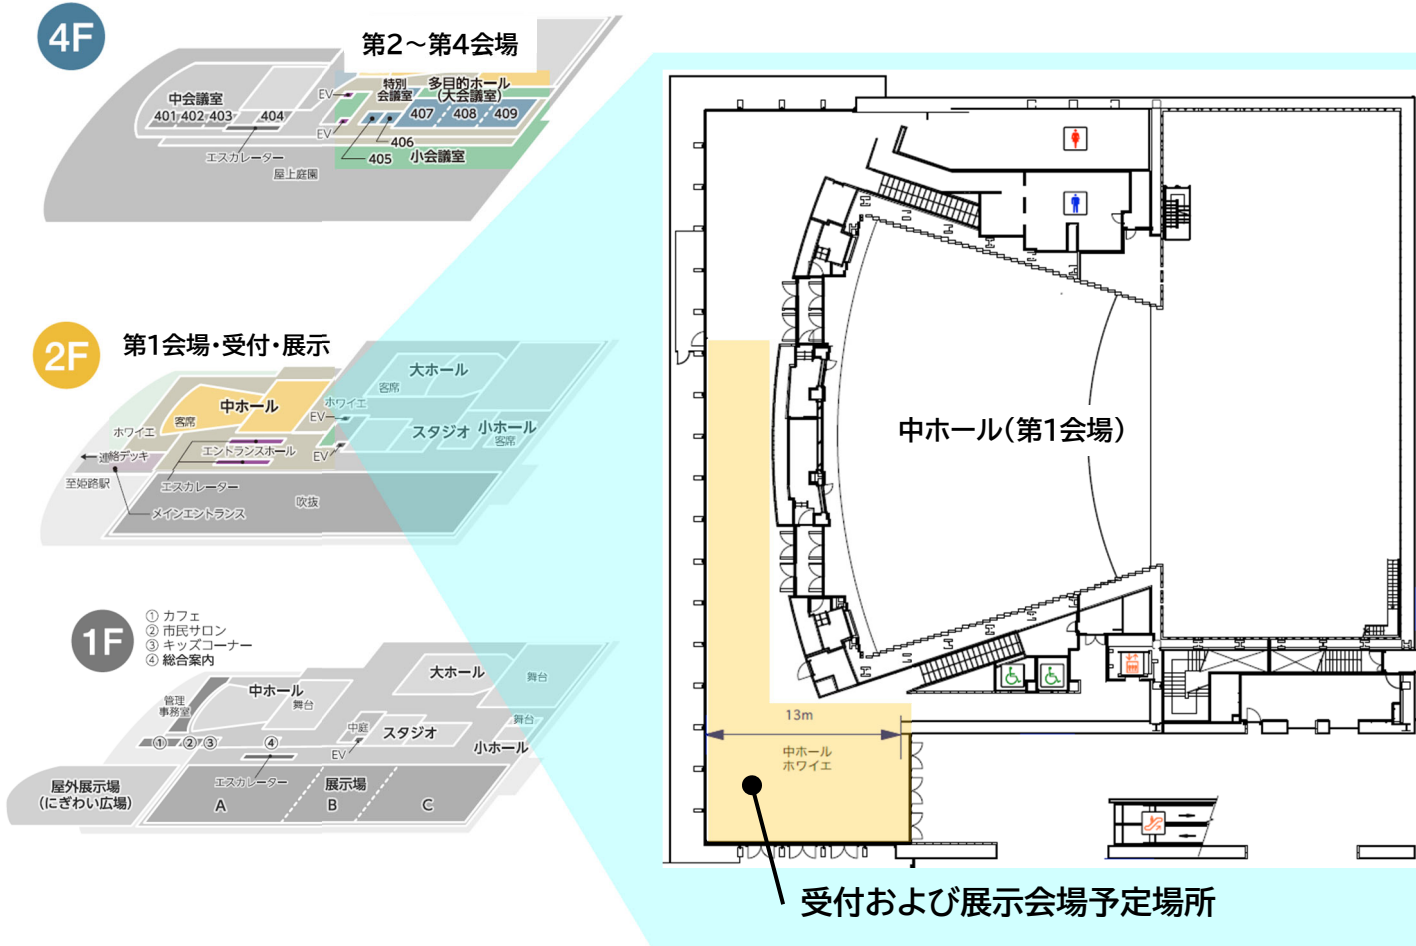 4F
第2～第4会場
EV
特別
会議室
多目的ホール
(大会議室)
中会議室
401 402 403 404
407 408 409
EV
406
エスカレーター
405
小会議室
屋上庭園
2F
第1会場・受付・展示
大ホール
客席
中ホール
ホワイエ
EV
客席
スタジオ
小ホール
客席
ホワイエ
エントランスホール
EV
連絡デッキ
至姫路駅
エスカレーター
吹抜
メインエントランス
1F
① カフェ
② 市民サロン
③ キッズコーナー
④ 総合案内
大ホール
舞台
中ホール
舞台
管理
事務室
舞台
中庭
スタジオ
① ② ③ ④
EV
小ホール
屋外展示場
(にぎわい広場)
エスカレーター
展示場
A B C
中ホール(第1会場)
13m
中ホール
ホワイエ
受付および展示会場予定場所